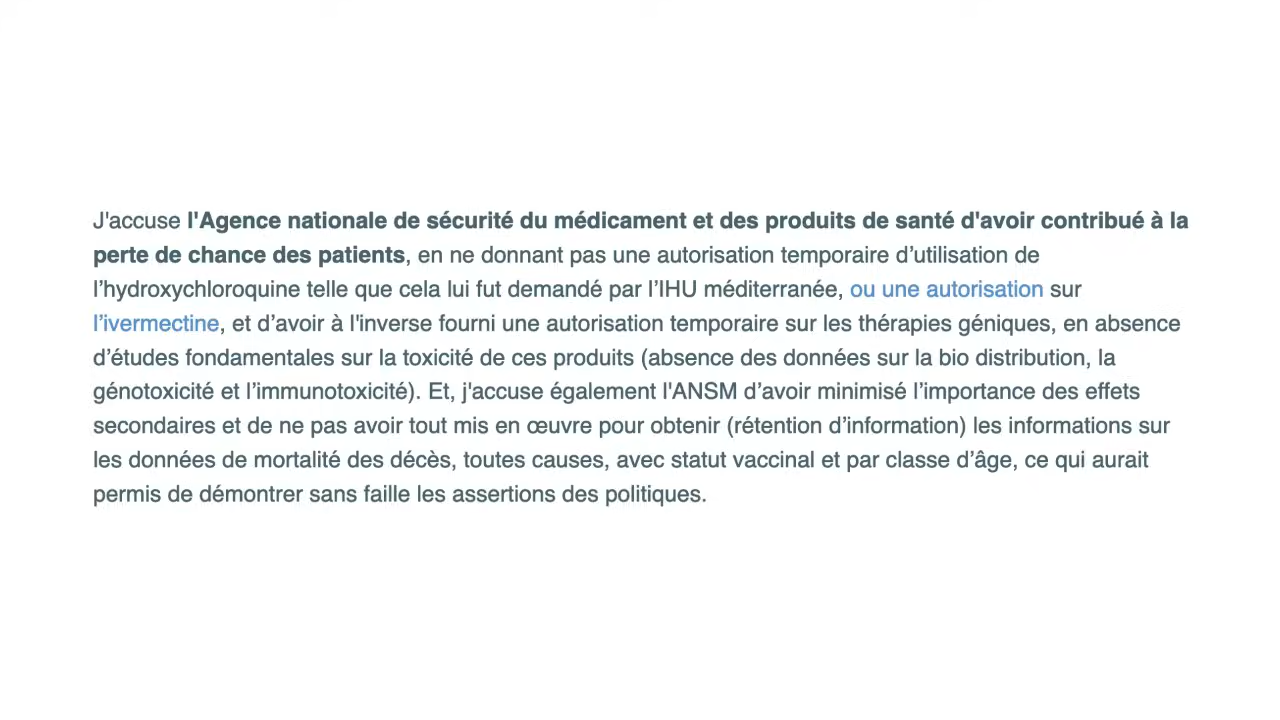 J'accuse l'Agence nationale de sécurité du médicament et des produits de santé d'avoir contribué à la
perte de chance des patients, en ne donnant pas une autorisation temporaire d’utilisation de
l’hydroxychloroquine telle que cela lui fut demandé par l’IHU méditerranée, ou une autorisation sur
l’ivermectine, et d’avoir à l'inverse fourni une autorisation temporaire sur les thérapies géniques, en absence
d’études fondamentales sur la toxicité de ces produits (absence des données sur la bio distribution, la
génotoxicité et l’immunotoxicité). Et, j'accuse également l'ANSM d’avoir minimisé l’importance des effets
secondaires et de ne pas avoir tout mis en œuvre pour obtenir (rétention d’information) les informations sur
les données de mortalité des décès, toutes causes, avec statut vaccinal et par classe d’âge, ce qui aurait
permis de démontrer sans faille les assertions des politiques.